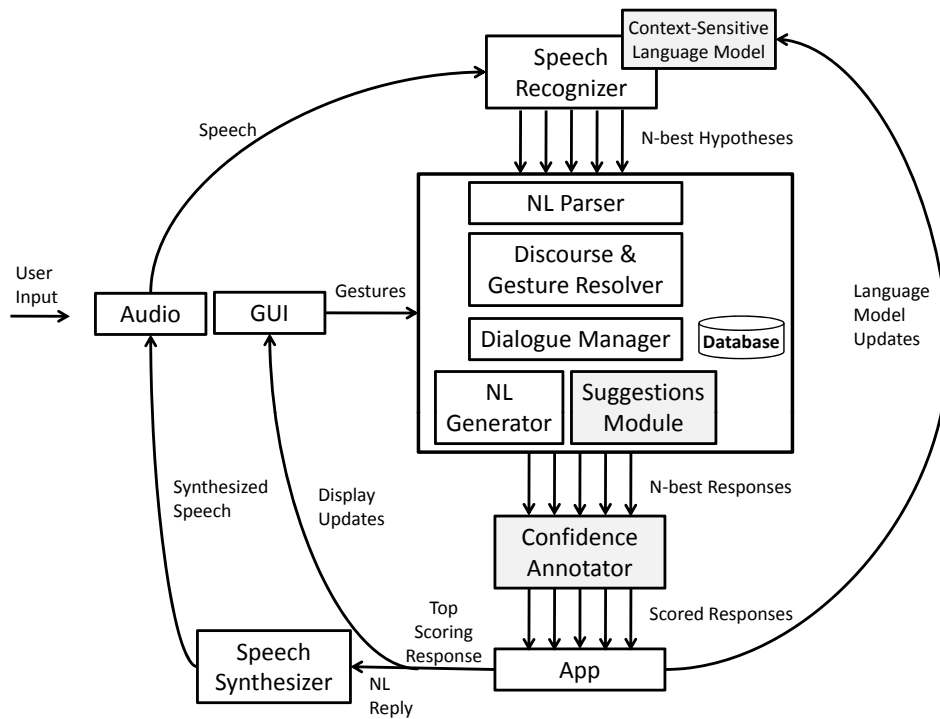 Context-Sensitive
Language Model
Speech
Recognizer
Speech
N-best Hypotheses
NL Parser
Discourse &
Gesture Resolver
User
Input
Audio
GUI
Gestures
Dialogue Manager
Database
Language
Model
Updates
NL
Generator
Suggestions
Module
Synthesized
Speech
Display
Updates
N-best Responses
Confidence
Annotator
Scored Responses
Top
Scoring
Response
Speech
Synthesizer
NL
Reply
App